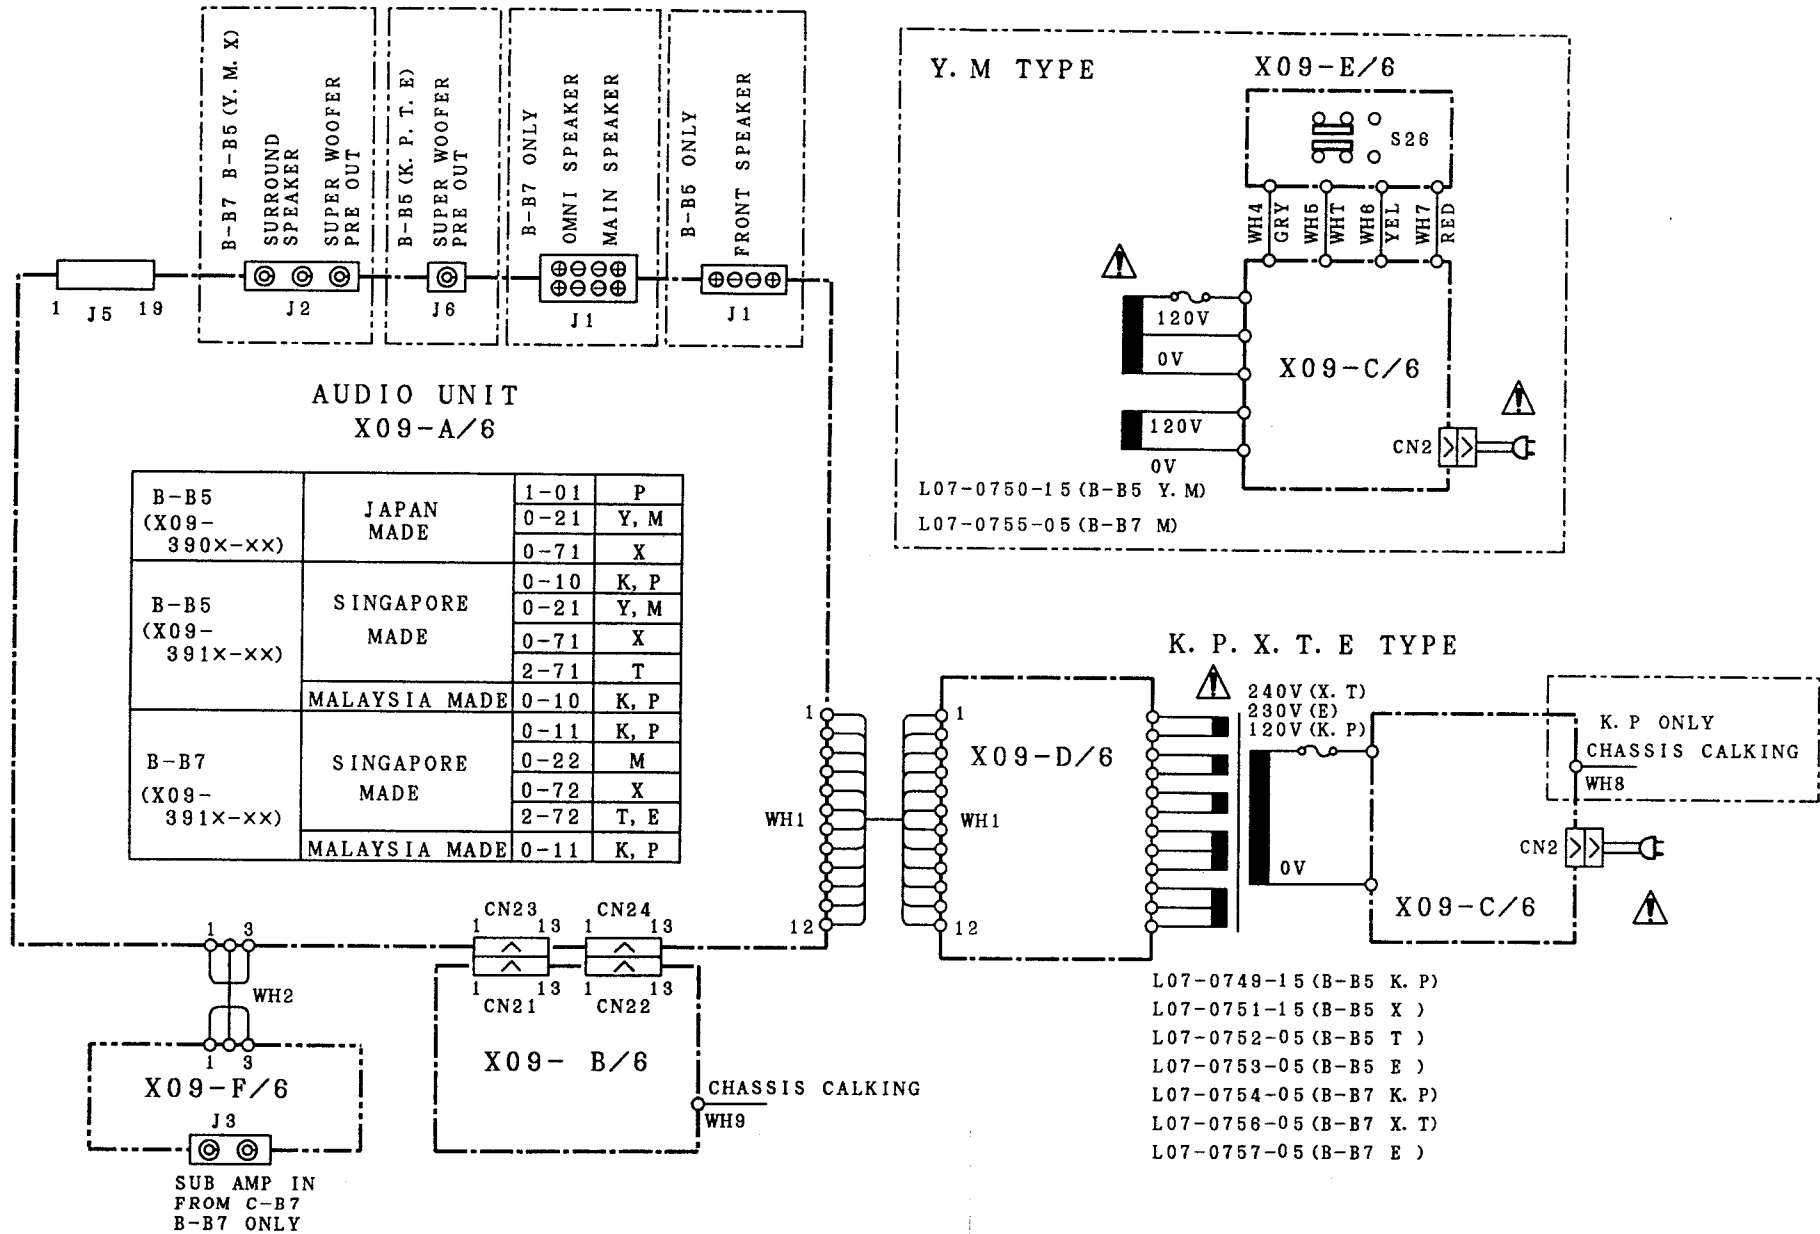 B-B7 B-B5 (Y. M. X)
SURROUND
SPEAKER
SUPER WOOFER
PRE OUT
B-B5 (K. P. T. E)
SUPER WOOFER
PRE OUT
B-B7 ONLY
OMNI SPEAKER
MAIN SPEAKER
B-B5 ONLY
FRONT SPEAKER
1 J5 19
J2
J6
J1
J1
AUDIO UNIT
X09-A/6
B-B5
(X09-
390X-XX)
JAPAN
MADE
1-01 P
0-21 Y, M
0-71 X
B-B5
(X09-
391X-XX)
SINGAPORE
MADE
0-10 K, P
0-21 Y, M
0-71 X
2-71 T
MALAYSIA MADE 0-10 K, P
B-B7
(X09-
391X-XX)
SINGAPORE
MADE
0-11 K, P
0-22 M
0-72 X
2-72 T, E
MALAYSIA MADE 0-11 K, P
1 3
WH2
1 3
X09-F/6
J3
SUB AMP IN
FROM C-B7
B-B7 ONLY
CN23 CN24
1 13 1 13
1 13 1 13
CN21 CN22
X09- B/6
CHASSIS CALKING
WH9
1
WH1
12
1
WH1
12
X09-D/6
Y. M TYPE
X09-E/6
S26
WH4
GRY
WH5
WHT
WH6
YEL
WH7
RED
120V
0V
120V
0V
X09-C/6
CN2
L07-0750-15 (B-B5 Y. M)
L07-0755-05 (B-B7 M)
K. P. X. T. E TYPE
240V (X. T)
230V (E)
120V (K. P)
0V
K. P ONLY
CHASSIS CALKING
WH8
CN2
X09-C/6
L07-0749-15 (B-B5 K. P)
L07-0751-15 (B-B5 X )
L07-0752-05 (B-B5 T )
L07-0753-05 (B-B5 E )
L07-0754-05 (B-B7 K. P)
L07-0756-05 (B-B7 X. T)
L07-0757-05 (B-B7 E )